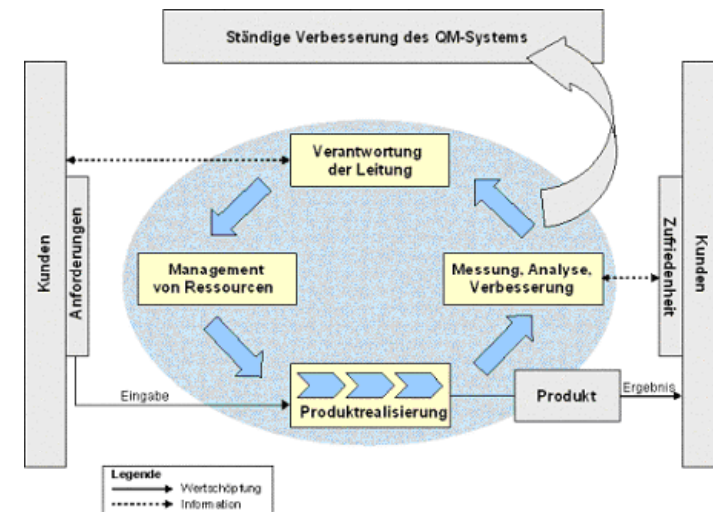 Ständige Verbesserung des QM-Systems
Kunden
Anforderungen
Verantwortung
der Leitung
Management
von Ressourcen
Messung, Analyse,
Verbesserung
Zufriedenheit
Kunden
Eingabe
Produktrealisierung
Produkt
Ergebnis
Legende
Wertschöpfung
Information